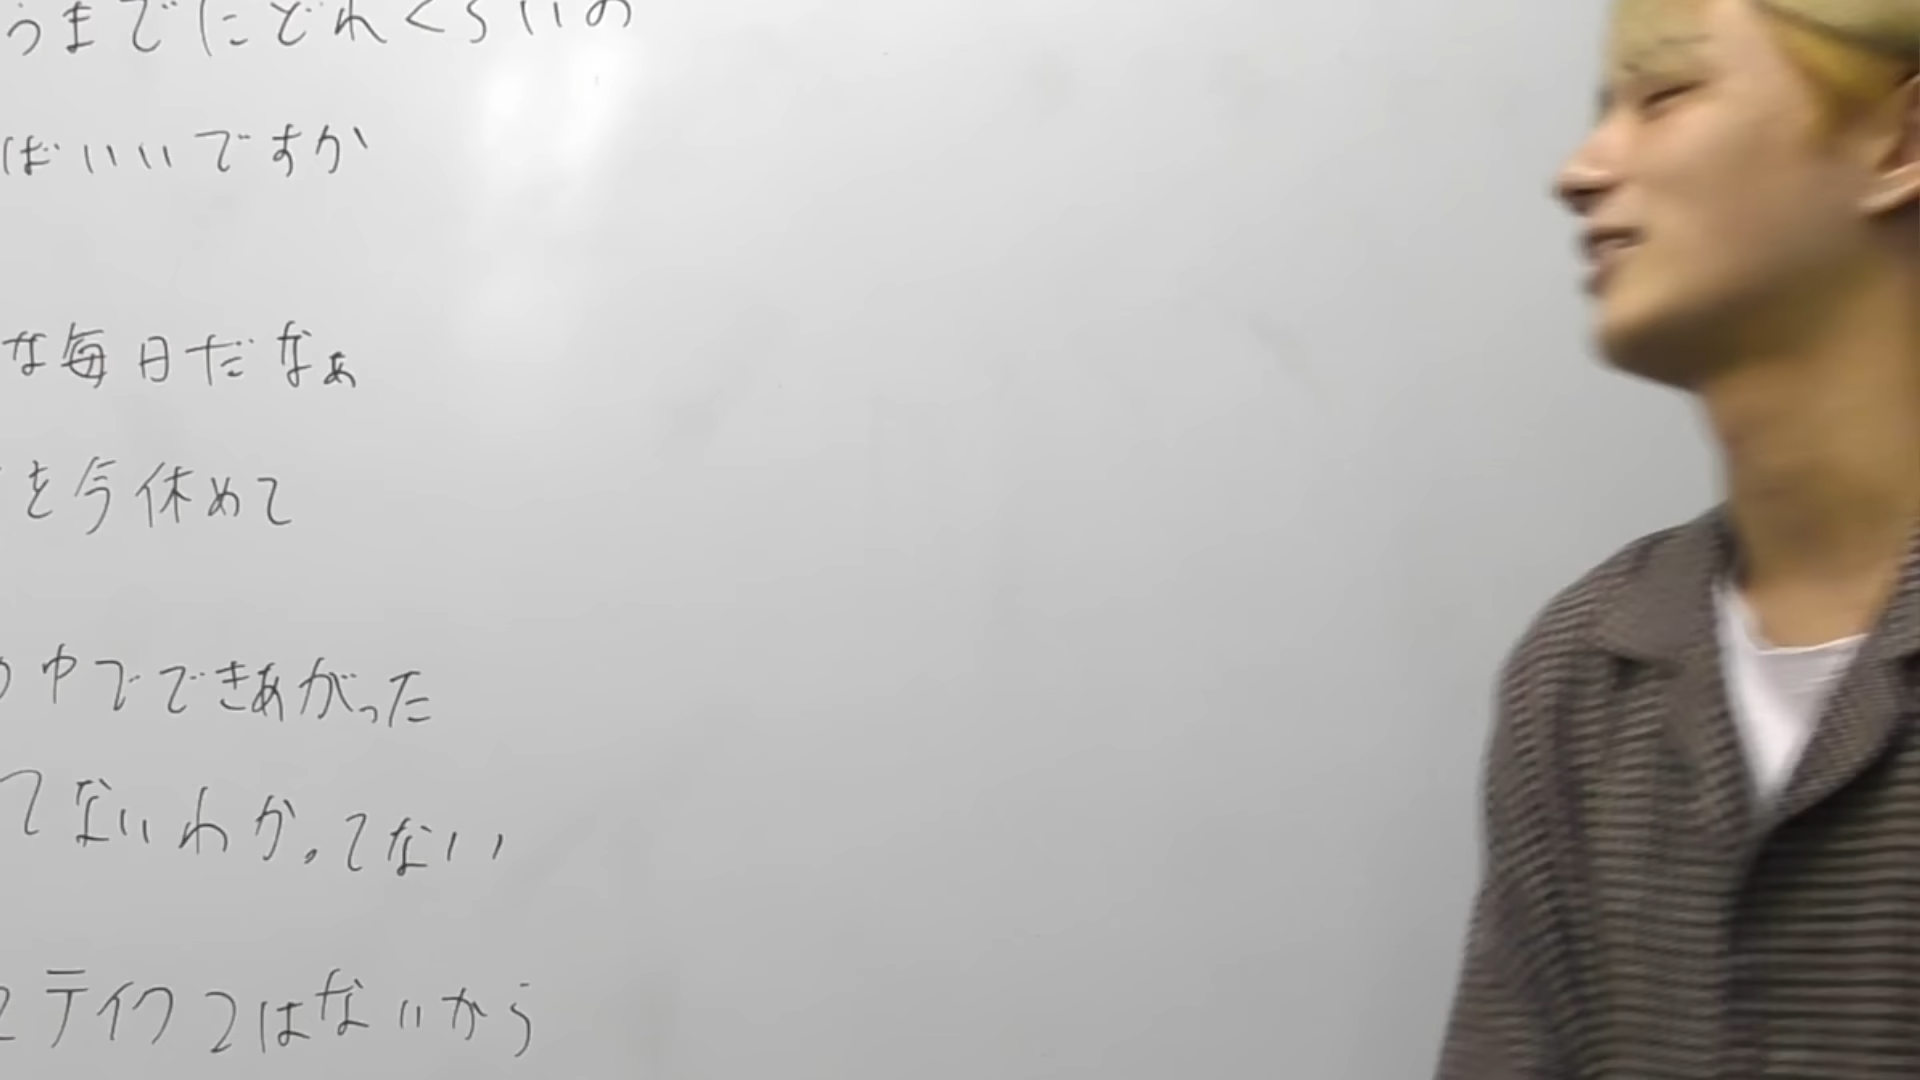 うまでにどれくらいの
ばいいですか
な毎日だなぁ
を今休めて
の中でできあがった
てないわかってない
テイク2はないから